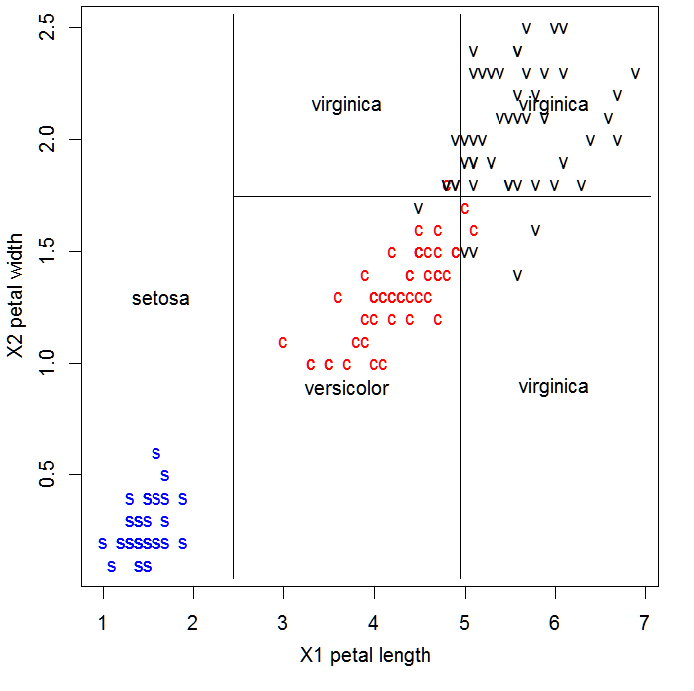 2.5
2.0
1.5
1.0
0.5
X2 petal width
virginica
virginica
setosa
versicolor
virginica
1 2 3 4 5 6 7
X1 petal length